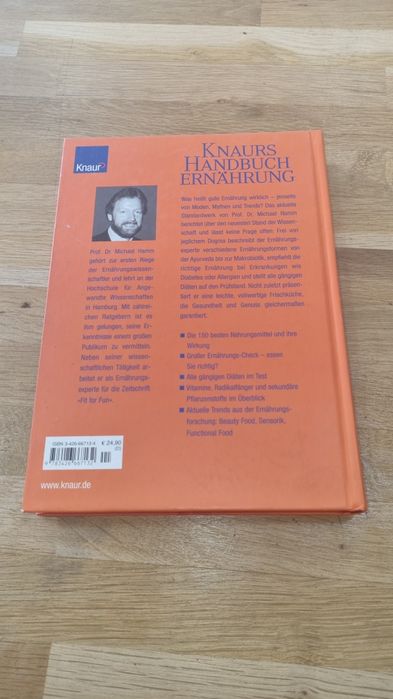 Knaur
KNAURS
HANDBUCH
ERNÄHRUNG
Prof. Dr. Michael Hamm
gehört zur ersten Riege
der Ernährungswissen-
schaftler und lehrt an der
Hochschule für Ange-
wandte Wissenschaften
in Hamburg. Mit zahlrei-
chen Ratgebern ist es
ihm gelungen, seine Er-
kenntnisse einem großen
Publikum zu vermitteln.
Neben seiner wissen-
schaftlichen Tätigkeit ar-
beitet er als Ernährungs-
experte für die Zeitschrift
»Fit for Fun«.
Was heißt gute Ernährung wirklich – jenseits
von Moden, Mythen und Trends? Das aktuelle
Standardwerk von Prof. Dr. Michael Hamm
berichtet über den neuesten Stand der Wissen-
schaft und lässt keine Frage offen: Frei von
jeglichem Dogma beschreibt der Ernährungs-
experte verschiedene Ernährungsformen von
der Ayurveda bis zur Makrobiotik, empfiehlt die
richtige Ernährung bei Erkrankungen wie
Diabetes oder Allergien und stellt alle gängigen
Diäten auf den Prüfstand. Nicht zuletzt präsen-
tiert er eine leichte, vollwertige Frischküche,
die Gesundheit und Genuss gleichermaßen
garantiert.
Die 150 besten Nahrungsmittel und ihre
Wirkung
Großer Ernährungs-Check – essen
Sie richtig?
Alle gängigen Diäten im Test
Vitamine, Radikalfänger und sekundäre
Pflanzenstoffe im Überblick
Aktuelle Trends aus der Ernährungs-
forschung: Beauty Food, Sensorik,
Functional Food
ISBN 3-426-66713-X € 24,90
9 783426 667132
www.knaur.de